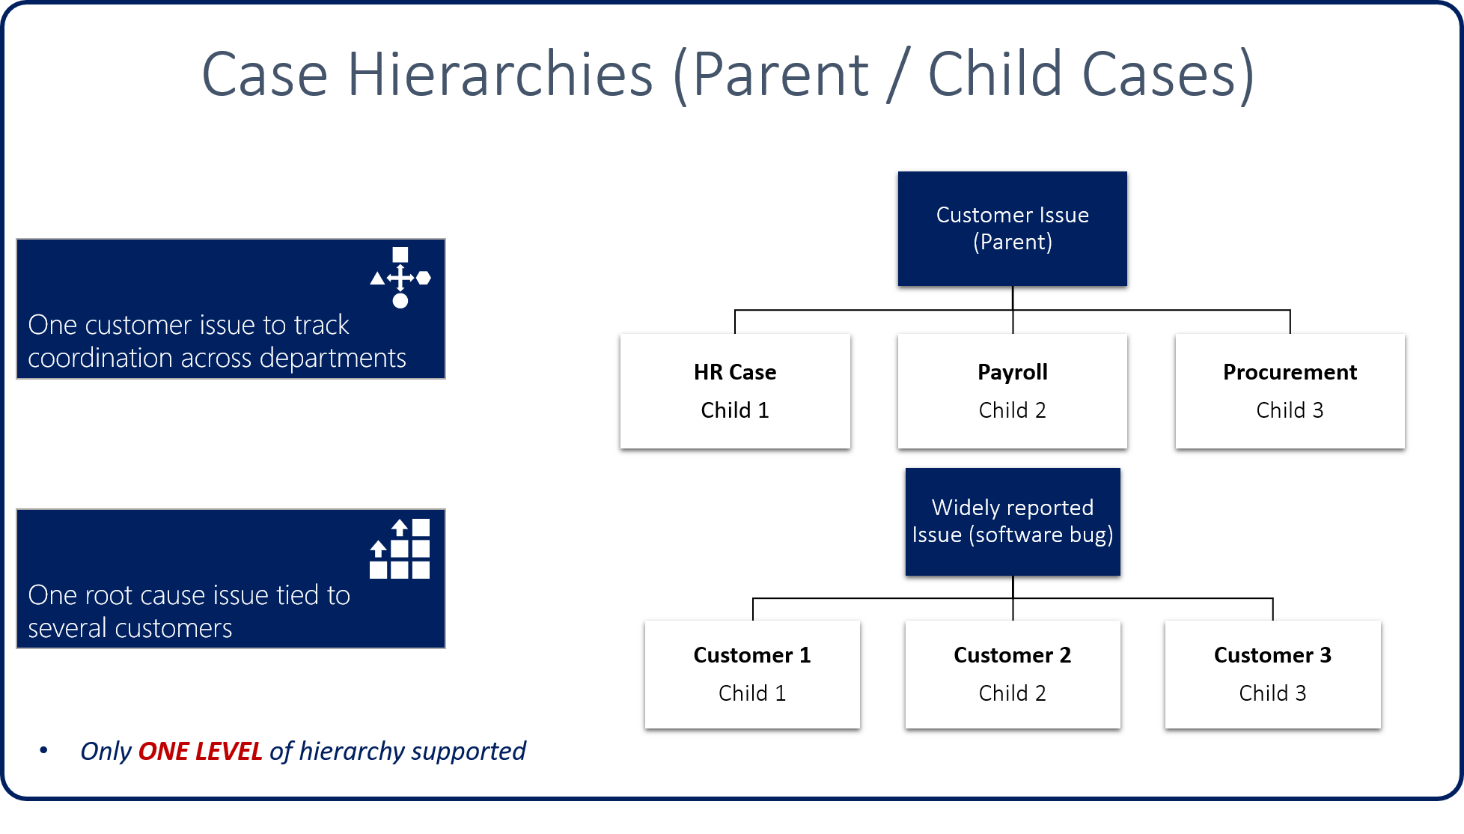 Case Hierarchies (Parent / Child Cases)
One customer issue to track
coordination across departments
Customer Issue
(Parent)
HR Case
Child 1
Payroll
Child 2
Procurement
Child 3
One root cause issue tied to
several customers
Widely reported
Issue (software bug)
Customer 1
Child 1
Customer 2
Child 2
Customer 3
Child 3
• Only ONE LEVEL of hierarchy supported